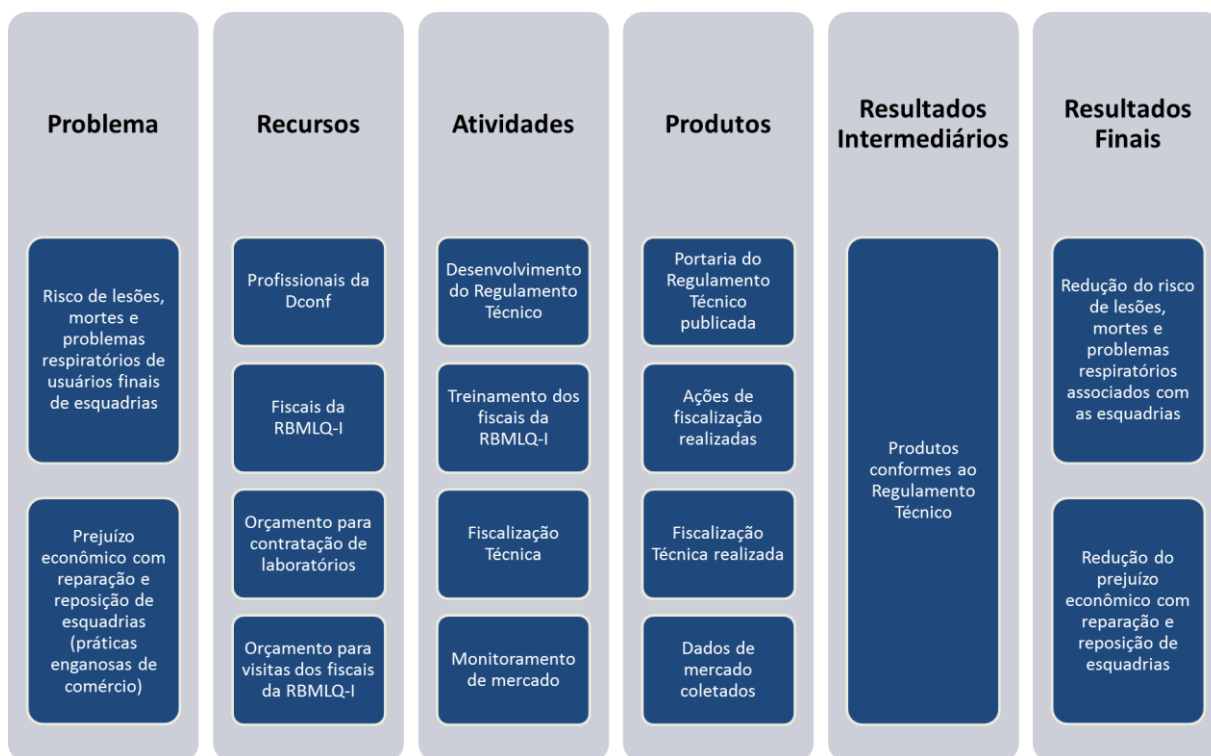 Problema
Risco de lesões,
mortes e
problemas
respiratórios de
usuários finais
de esquadrias
Prejuízo
econômico com
reparação e
reposição de
esquadrias
(práticas
enganosas de
comércio)
Recursos
Profissionais da
Dconf
Fiscais da
RBMLQ-I
Orçamento para
contratação de
laboratórios
Orçamento para
visitas dos fiscais
da RBMLQ-I
Atividades
Desenvolvimento
do Regulamento
Técnico
Treinamento dos
fiscais da
RBMLQ-I
Fiscalização
Técnica
Monitoramento
de mercado
Produtos
Portaria do
Regulamento
Técnico
publicada
Ações de
fiscalização
realizadas
Fiscalização
Técnica realizada
Dados de
mercado
coletados
Resultados
Intermediários
Produtos
conformes ao
Regulamento
Técnico
Resultados
Finais
Redução do risco
de lesões,
mortes e
problemas
respiratórios
associados com
as esquadrias
Redução do
prejuízo
econômico com
reparação e
reposição de
esquadrias